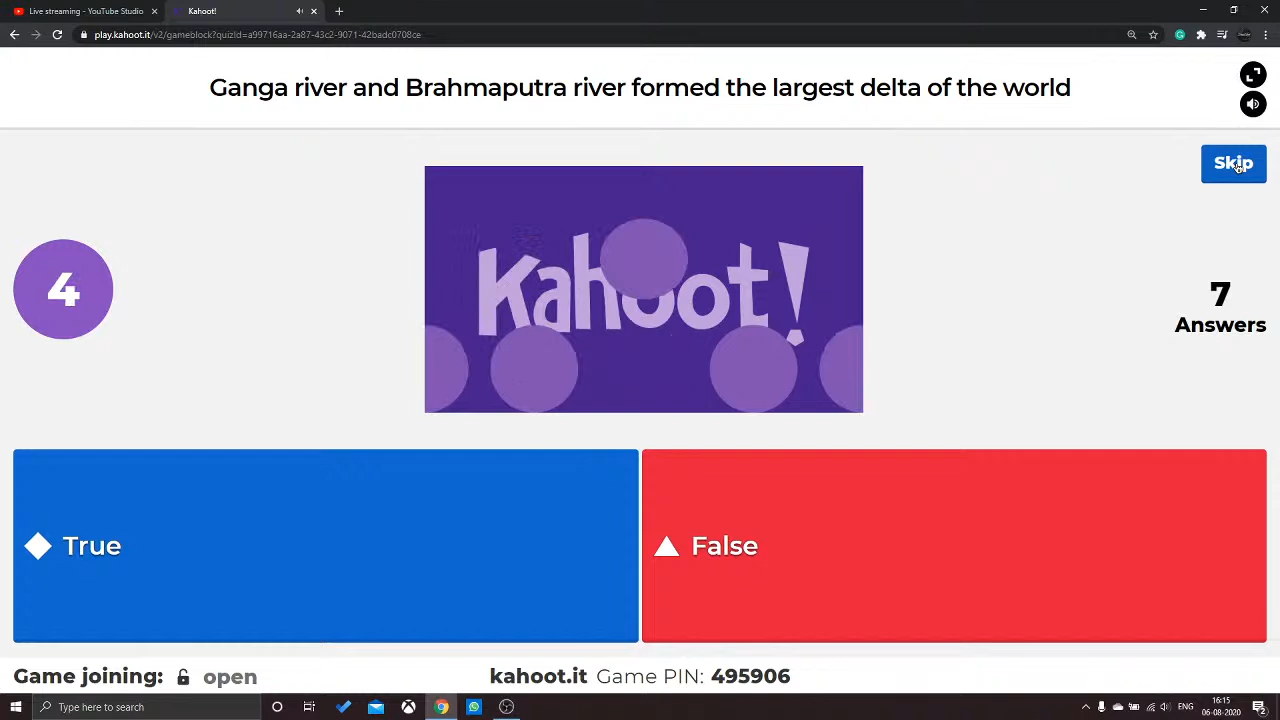 Live streaming - YouTube Studio
Kahoot!
play.kahoot.it/v2/gameblock?quizId=a99716aa-2a87-43c2-9071-42badc0708ce
Ganga river and Brahmaputra river formed the largest delta of the world
Skip
Kahoot!
4
7
Answers
True
False
Game joining: open
kahoot.it Game PIN: 495906
Type here to search
ENG
16:15
06-08-2020
2